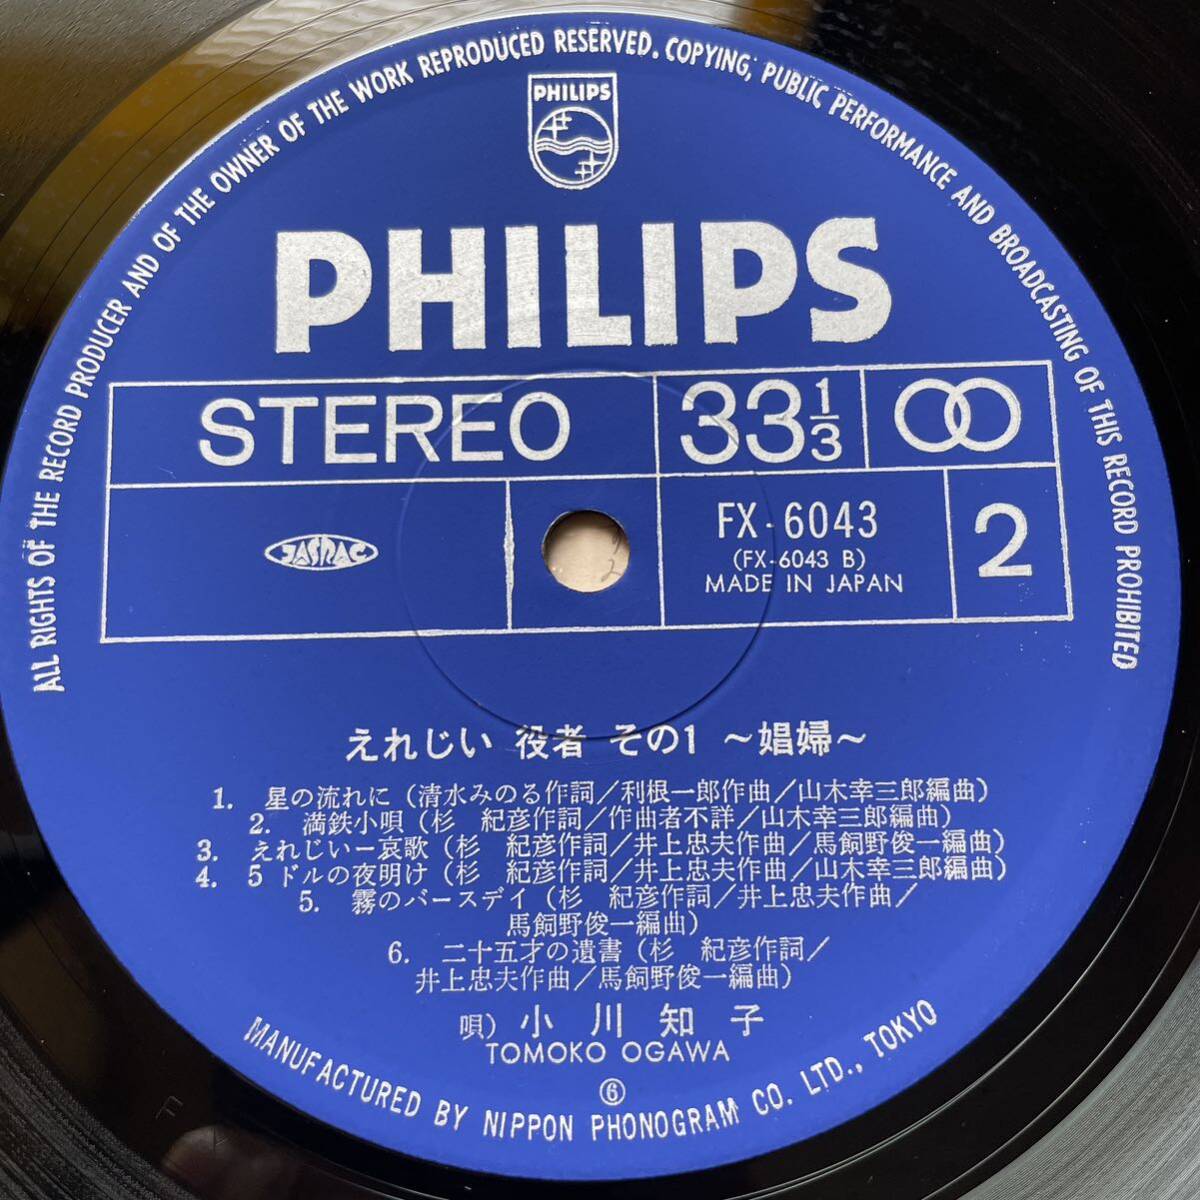 ALL RIGHTS OF THE RECORD PRODUCER AND OF THE OWNER OF THE WORK REPRODUCED RESERVED. COPYING, PUBLIC PERFORMANCE AND BROADCASTING OF THIS RECORD PROHIBITED
PHILIPS
PHILIPS
STEREO 33 1/3
JASRAC
FX-6043
(FX-6043 B)
MADE IN JAPAN
2
えれじい 役者 その1 ～娼婦～
1. 星の流れに（清水みのる作詞／利根一郎作曲／山木幸三郎編曲）
2. 満鉄小唄（杉 紀彦作詞／作曲者不詳／山木幸三郎編曲）
3. えれじいー哀歌（杉 紀彦作詞／井上忠夫作曲／馬飼野俊一編曲）
4. 5ドルの夜明け（杉 紀彦作詞／井上忠夫作曲／山木幸三郎編曲）
5. 霧のバースデイ（杉 紀彦作詞／井上忠夫作曲／
馬飼野俊一編曲）
6. 二十五才の遺書（杉 紀彦作詞／
井上忠夫作曲／馬飼野俊一編曲）
唄）小川知子
TOMOKO OGAWA
⑥
MANUFACTURED BY NIPPON PHONOGRAM CO. LTD., TOKYO